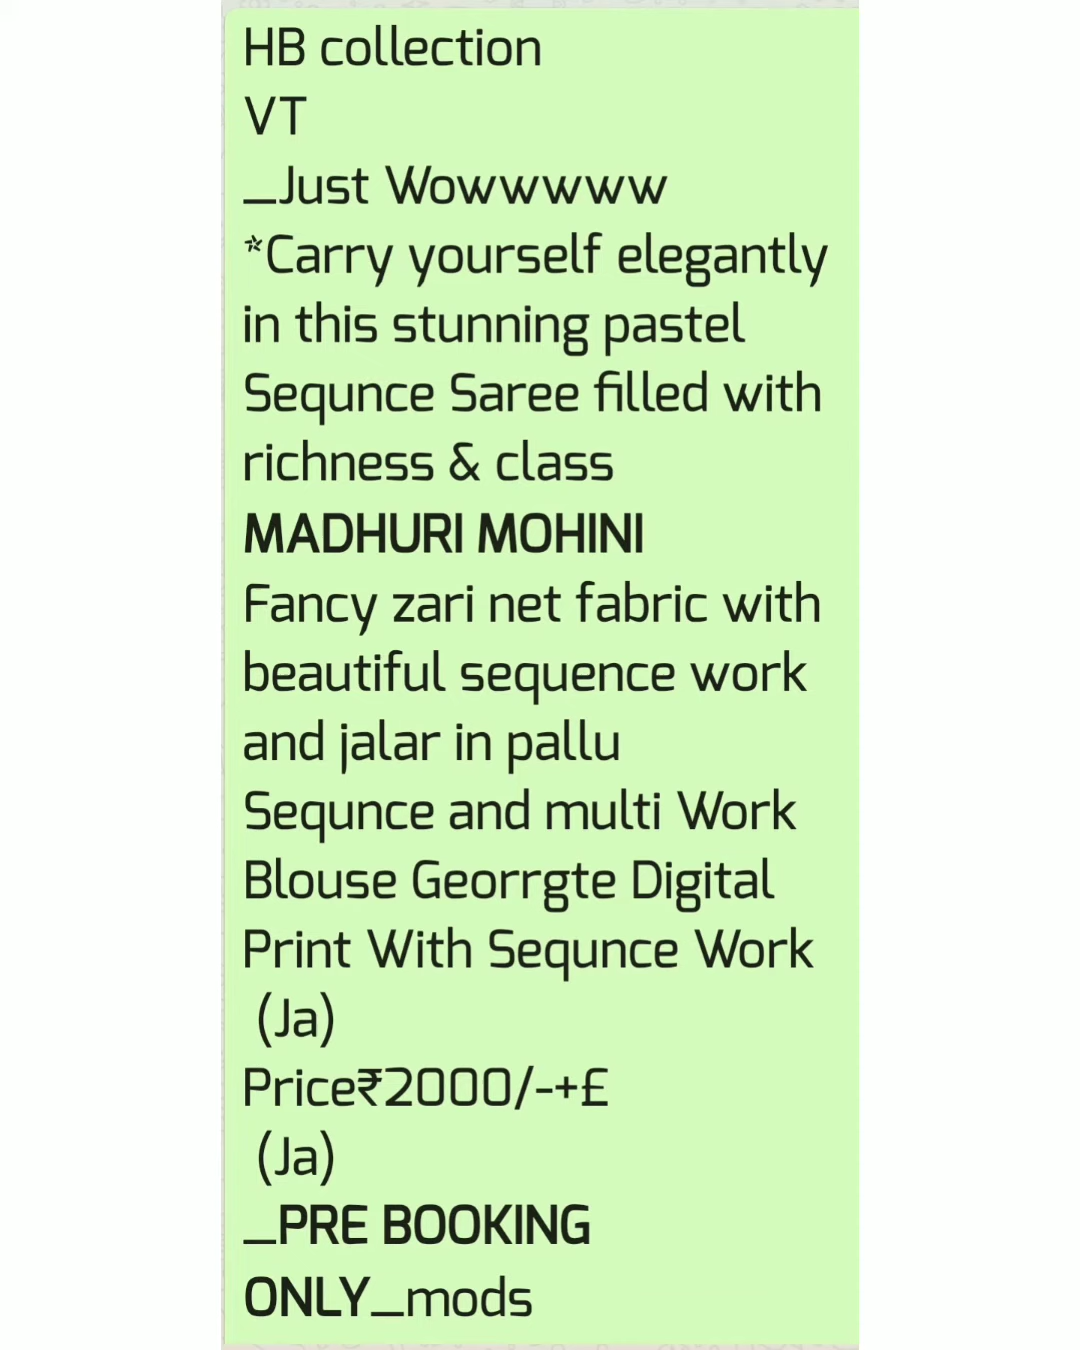 HB collection
VT
_Just Wowwwww
*Carry yourself elegantly
in this stunning pastel
Sequnce Saree filled with
richness & class
MADHURI MOHINI
Fancy zari net fabric with
beautiful sequence work
and jalar in pallu
Sequnce and multi Work
Blouse Georrgte Digital
Print With Sequnce Work
(Ja)
Price₹2000/-+£
(Ja)
_PRE BOOKING
ONLY_mods